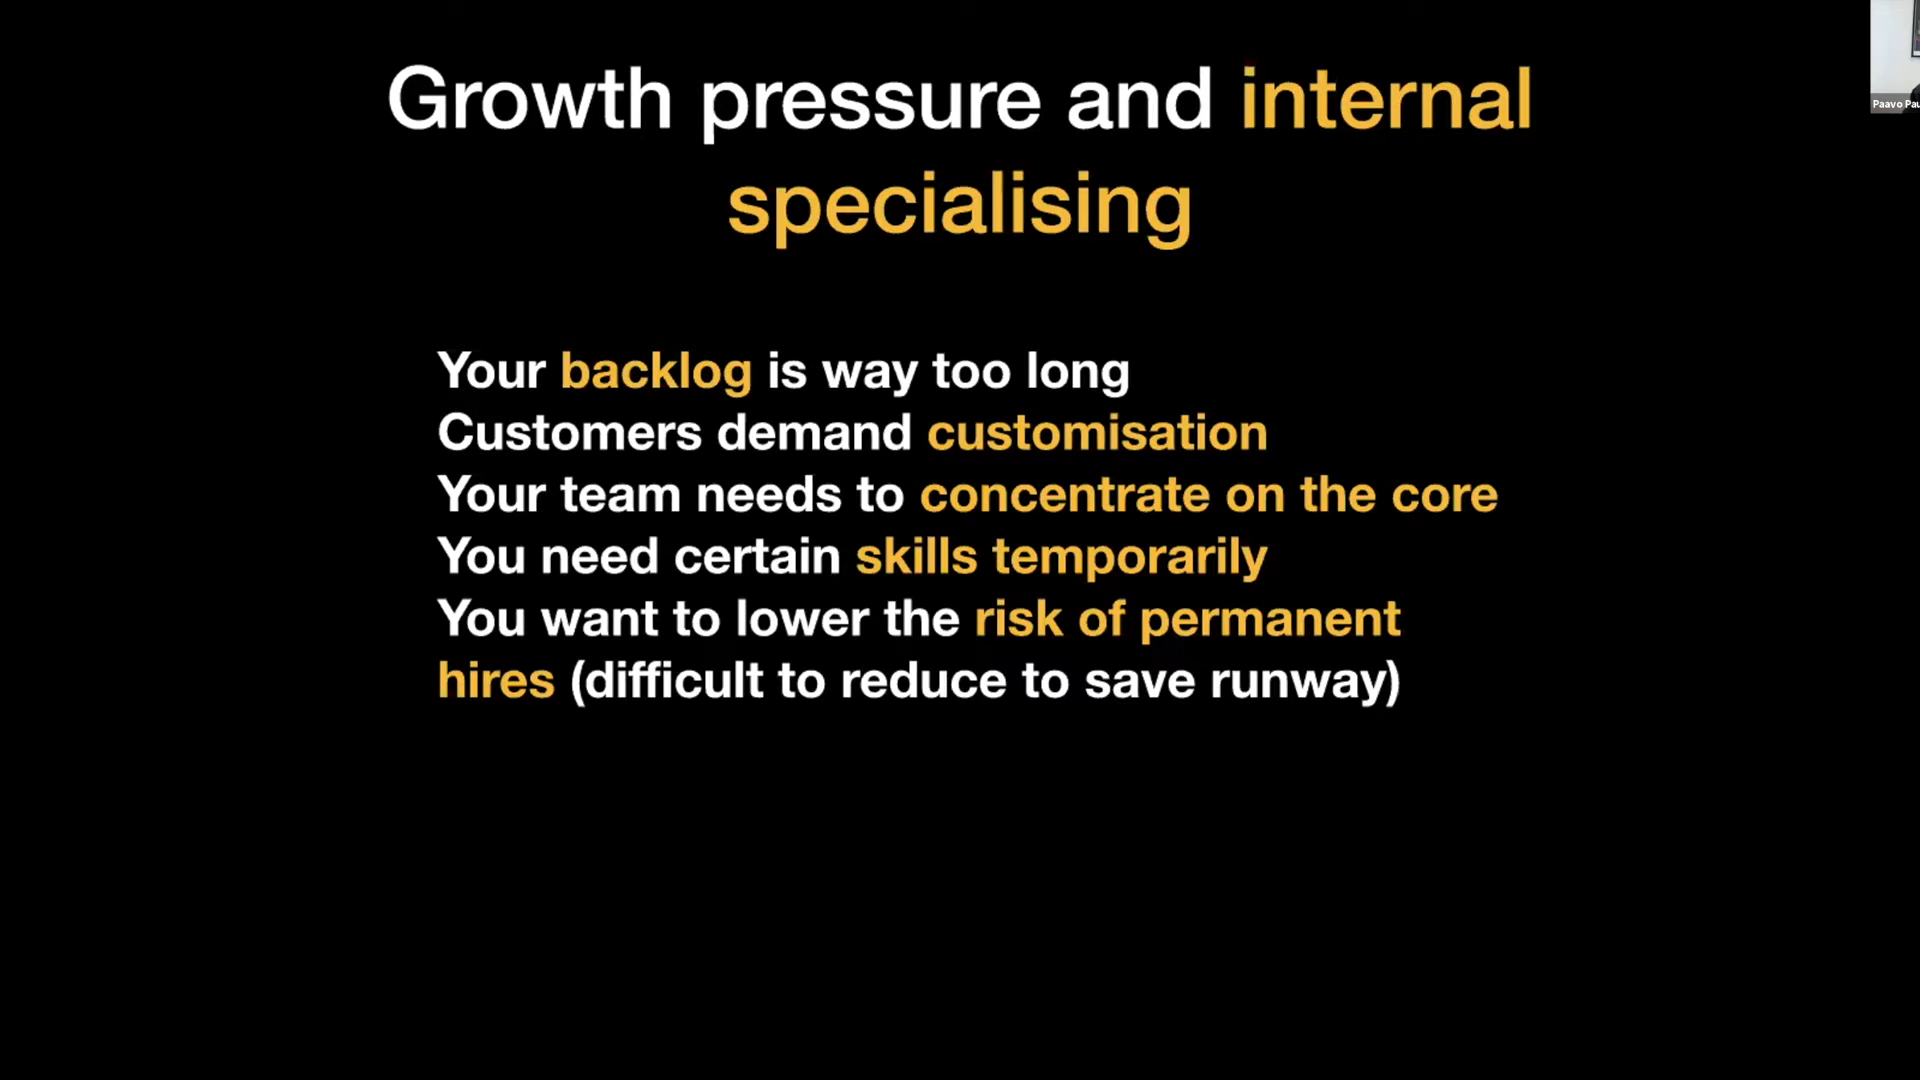 Growth pressure and internal
specialising
Your backlog is way too long
Customers demand customisation
Your team needs to concentrate on the core
You need certain skills temporarily
You want to lower the risk of permanent
hires (difficult to reduce to save runway)
Paavo